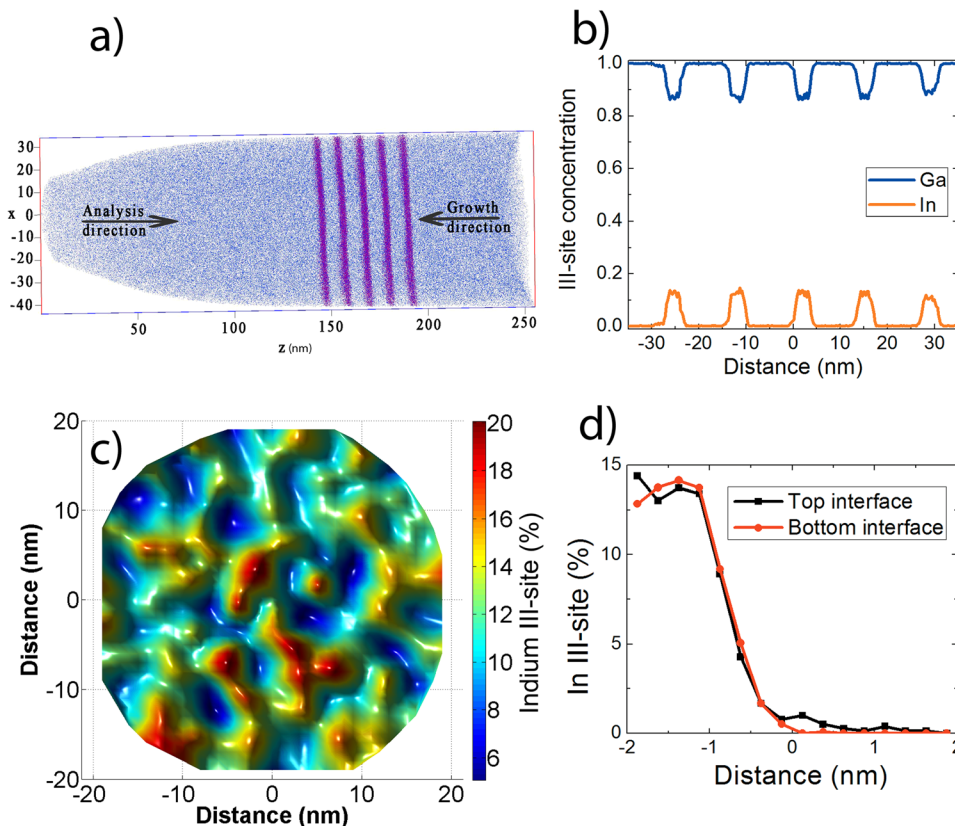 a)
30
20
10
x 0
-10
-20
-30
-40
Analysis
direction
Growth
direction
50 100 150 200 250
z (nm)
b)
1.0
0.8
0.6
0.4
0.2
0.0
III-site concentration
Ga
In
-30 -20 -10 0 10 20 30
Distance (nm)
c)
20
10
0
-10
-20
Distance (nm)
-20 -10 0 10 20
Distance (nm)
20
18
16
14
12
10
8
6
Indium III-site (%)
d)
15
10
5
0
In III-site (%)
Top interface
Bottom interface
-2 -1 0 1 2
Distance (nm)